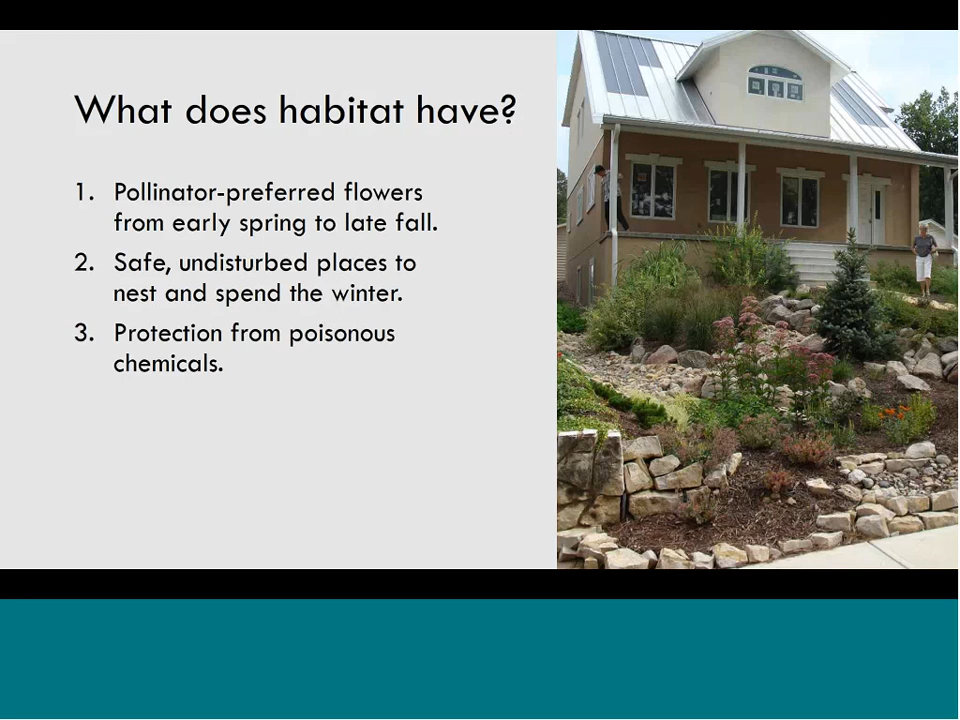 What does habitat have?
1. Pollinator-preferred flowers
from early spring to late fall.
2. Safe, undisturbed places to
nest and spend the winter.
3. Protection from poisonous
chemicals.